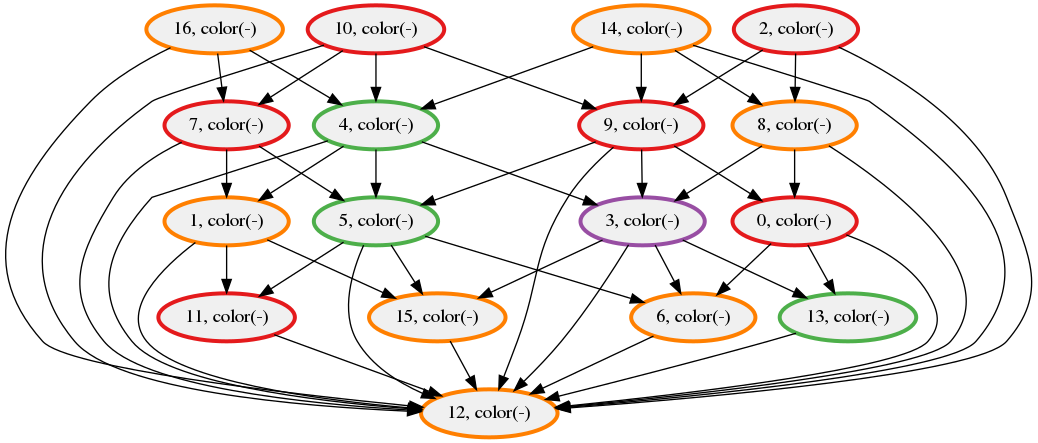 16, color(-)
10, color(-)
14, color(-)
2, color(-)
7, color(-)
4, color(-)
9, color(-)
8, color(-)
1, color(-)
5, color(-)
3, color(-)
0, color(-)
11, color(-)
15, color(-)
6, color(-)
13, color(-)
12, color(-)